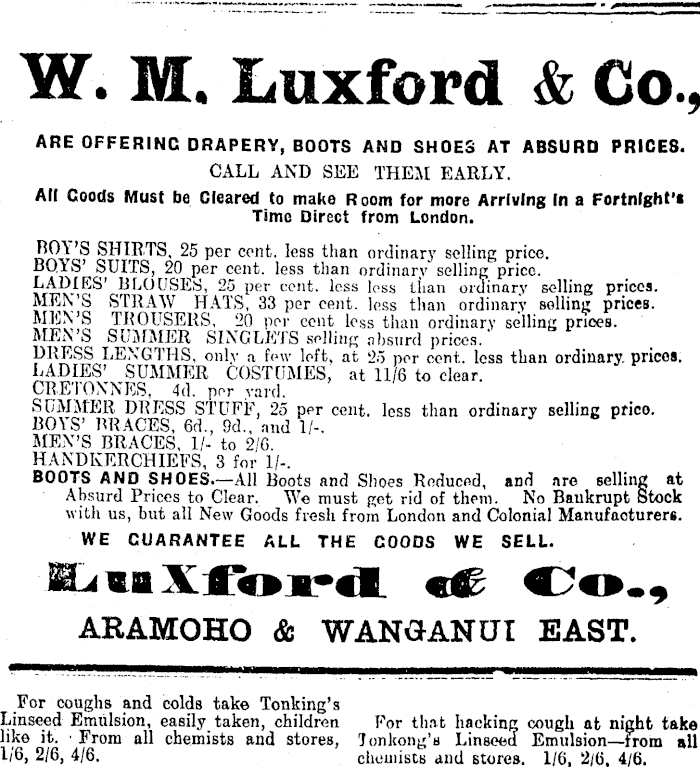 W. M. Luxford & Co.,
ARE OFFERING DRAPERY, BOOTS AND SHOES AT ABSURD PRICES.
CALL AND SEE THEM EARLY.
All Goods Must be Cleared to make Room for more Arriving in a Fortnight's
Time Direct from London.
BOY'S SHIRTS, 25 per cent. less than ordinary selling price.
BOYS' SUITS, 20 per cent. less than ordinary selling price.
LADIES' BLOUSES, 25 per cent. less less than ordinary selling prices.
MEN'S STRAW HATS, 33 per cent. less than ordinary selling prices.
MEN'S TROUSERS, 20 per cent less than ordinary selling prices.
MEN'S SUMMER SINGLETS selling absurd prices.
DRESS LENGTHS, only a few left, at 25 per cent. less than ordinary prices.
LADIES' SUMMER COSTUMES, at 11/6 to clear.
CRETONNES, 4d. per yard.
SUMMER DRESS STUFF, 25 per cent. less than ordinary selling price.
BOYS' BRACES, 6d., 9d., and 1/-.
MEN'S BRACES, 1/- to 2/6.
HANDKERCHIEFS, 3 for 1/-.
BOOTS AND SHOES.—All Boots and Shoes Reduced, and are selling at
Absurd Prices to Clear. We must get rid of them. No Bankrupt Stock
with us, but all New Goods fresh from London and Colonial Manufacturers.
WE GUARANTEE ALL THE GOODS WE SELL.
Luxford & Co.,
ARAMOHO & WANGANUI EAST.
For coughs and colds take Tonking's
Linseed Emulsion, easily taken, children
like it. From all chemists and stores,
1/6, 2/6, 4/6.
For that hacking cough at night take
Tonkong's Linseed Emulsion—from all
chemists and stores. 1/6, 2/6, 4/6.